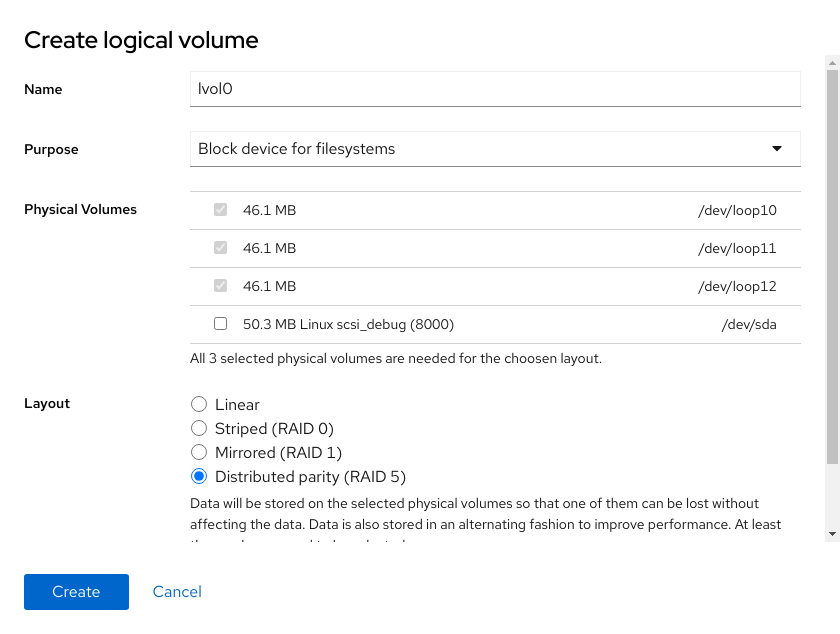 Create logical volume
Name
lvol0
Purpose
Block device for filesystems
Physical Volumes
46.1 MB /dev/loop10
46.1 MB /dev/loop11
46.1 MB /dev/loop12
50.3 MB Linux scsi_debug (8000) /dev/sda
All 3 selected physical volumes are needed for the choosen layout.
Layout
Linear
Striped (RAID 0)
Mirrored (RAID 1)
Distributed parity (RAID 5)
Data will be stored on the selected physical volumes so that one of them can be lost without
affecting the data. Data is also stored in an alternating fashion to improve performance. At least
Create Cancel